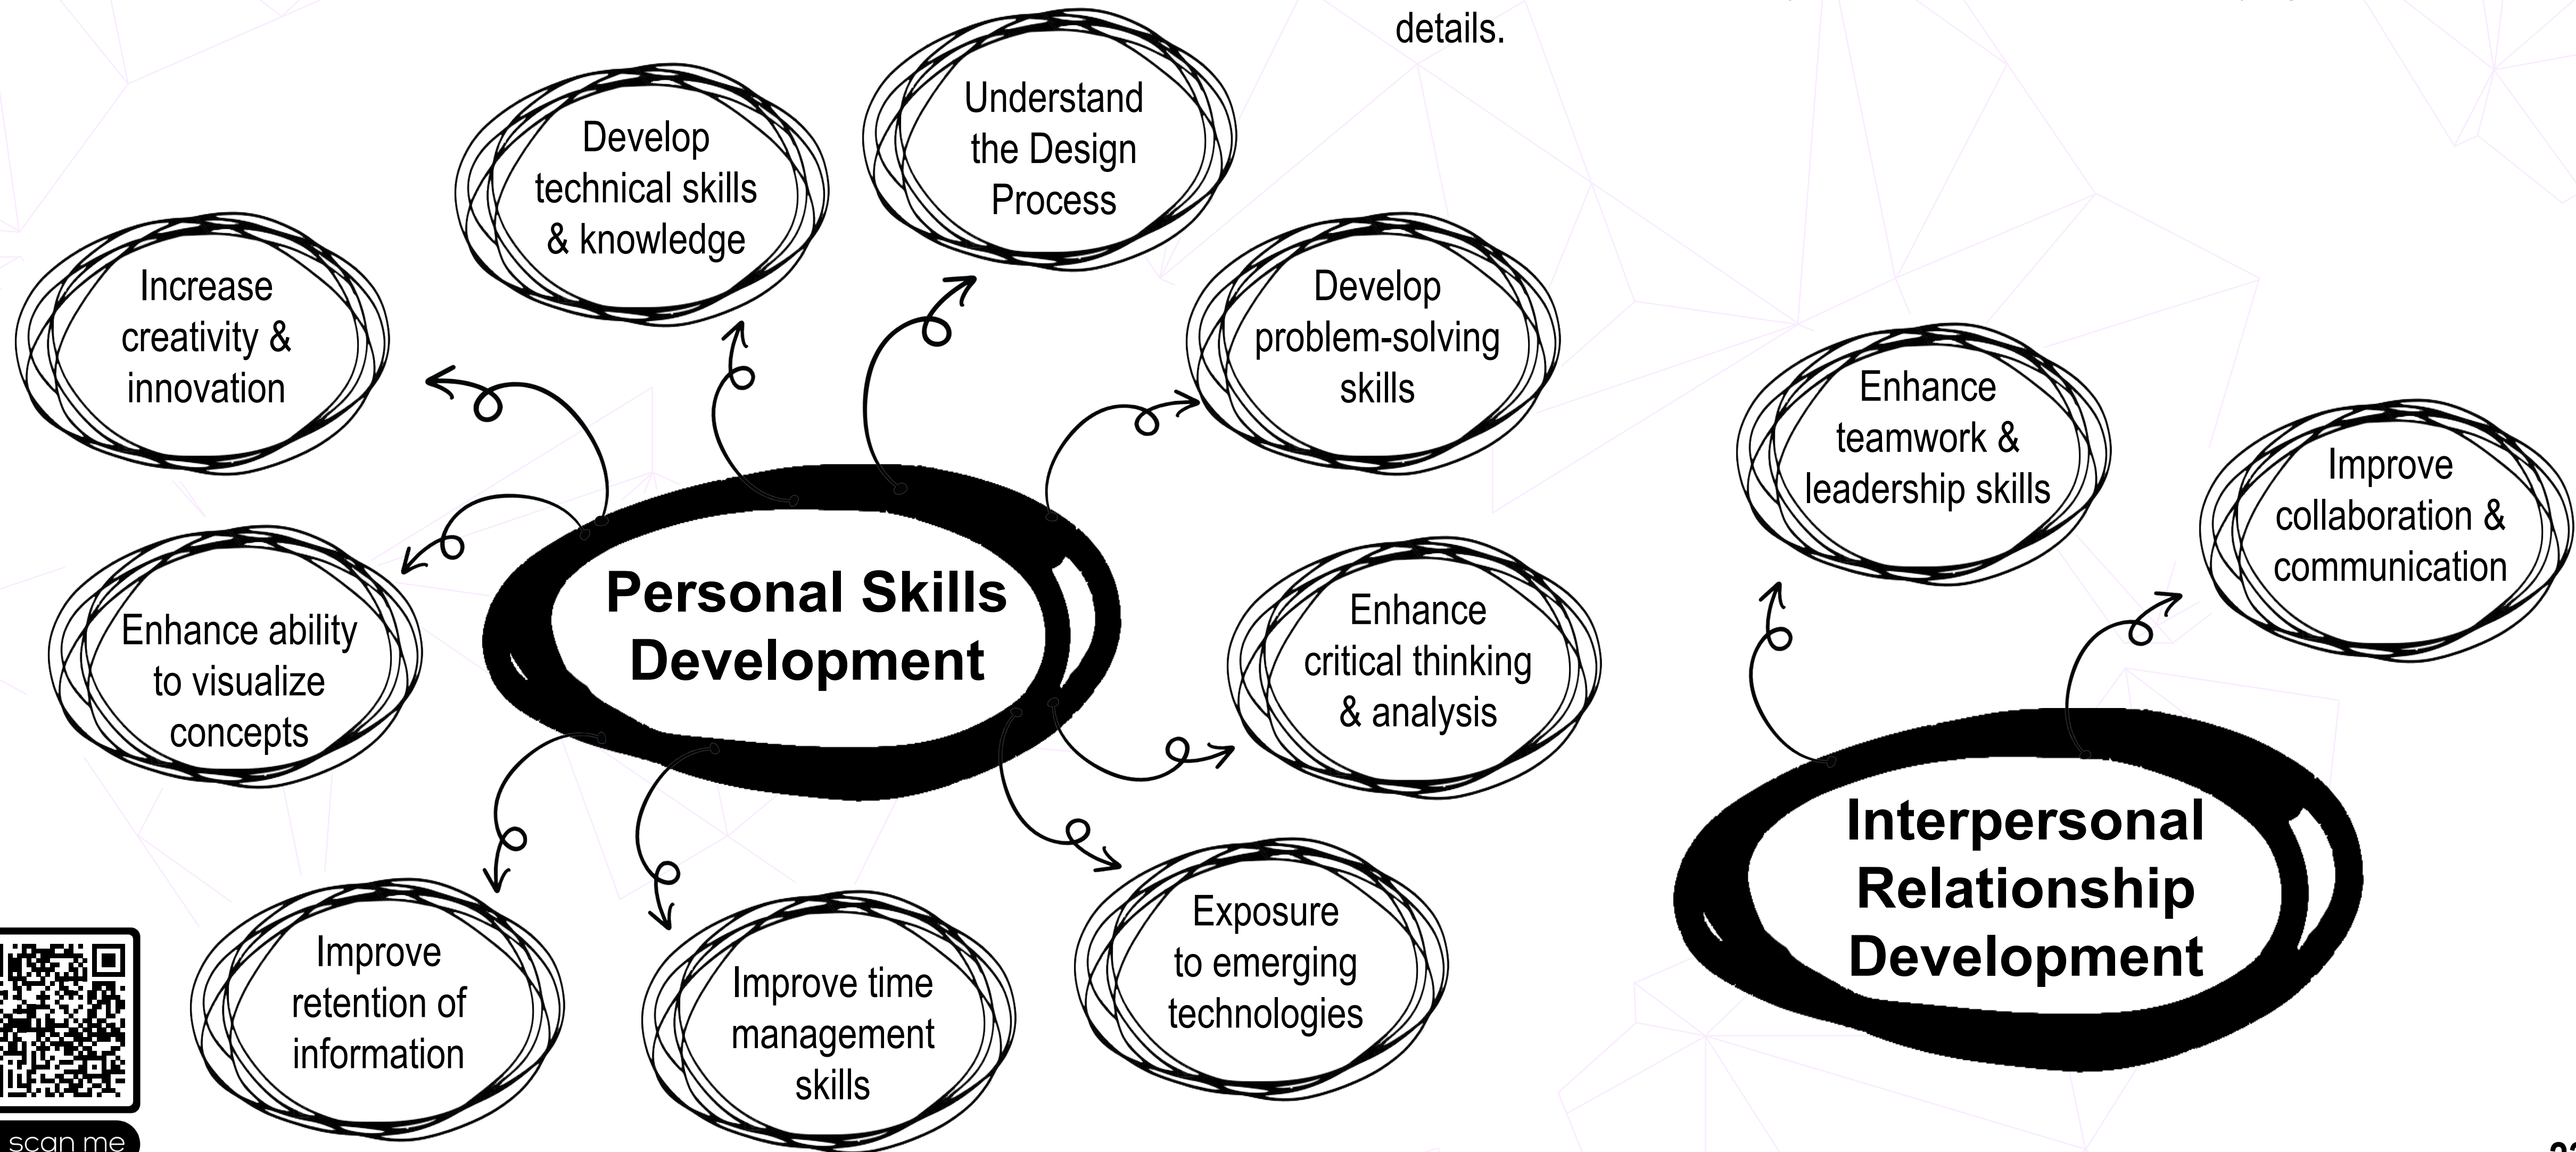 details.
Understand
the Design
Process
Develop
technical skills
& knowledge
Increase
creativity &
innovation
Develop
problem-solving
skills
Enhance ability
to visualize
concepts
Personal Skills
Development
Enhance
critical thinking
& analysis
Improve
retention of
information
Improve time
management
skills
Exposure
to emerging
technologies
Enhance
teamwork &
leadership skills
Improve
collaboration &
communication
Interpersonal
Relationship
Development
scan me